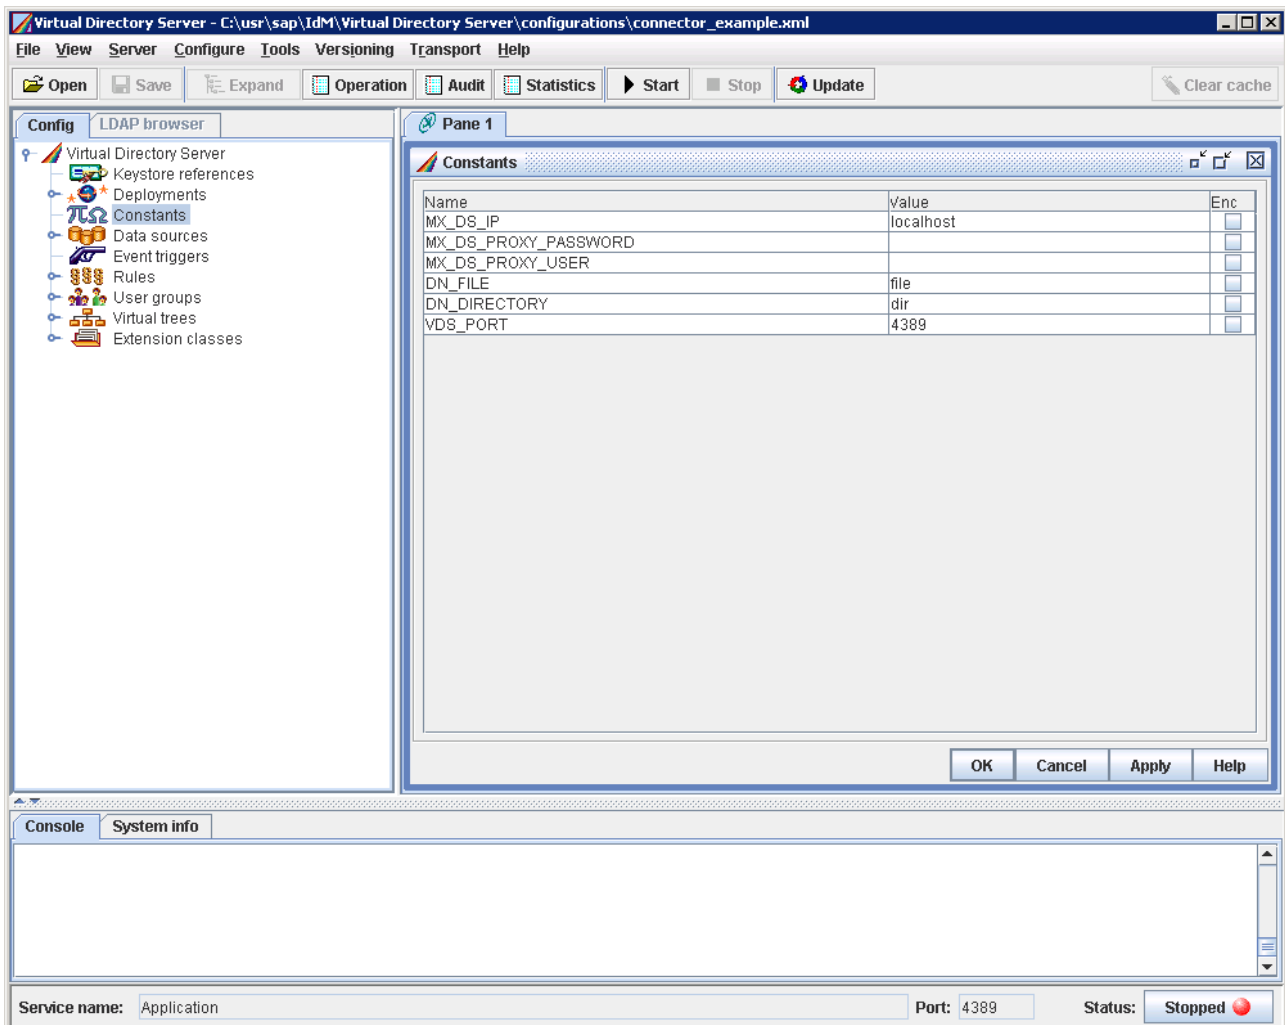 Virtual Directory Server - C:\usr\sap\IdM\Virtual Directory Server\configurations\connector_example.xml
File View Server Configure Tools Versioning Transport Help
Open Save Expand Operation Audit Statistics Start Stop Update Clear cache
Config LDAP browser
Virtual Directory Server
Keystore references
Deployments
πΩ Constants
Data sources
Event triggers
Rules
User groups
Virtual trees
Extension classes
Pane 1
Constants
Name Value Enc
MX_DS_IP localhost
MX_DS_PROXY_PASSWORD
MX_DS_PROXY_USER
DN_FILE file
DN_DIRECTORY dir
VDS_PORT 4389
OK Cancel Apply Help
Console System info
Service name: Application Port: 4389 Status: Stopped